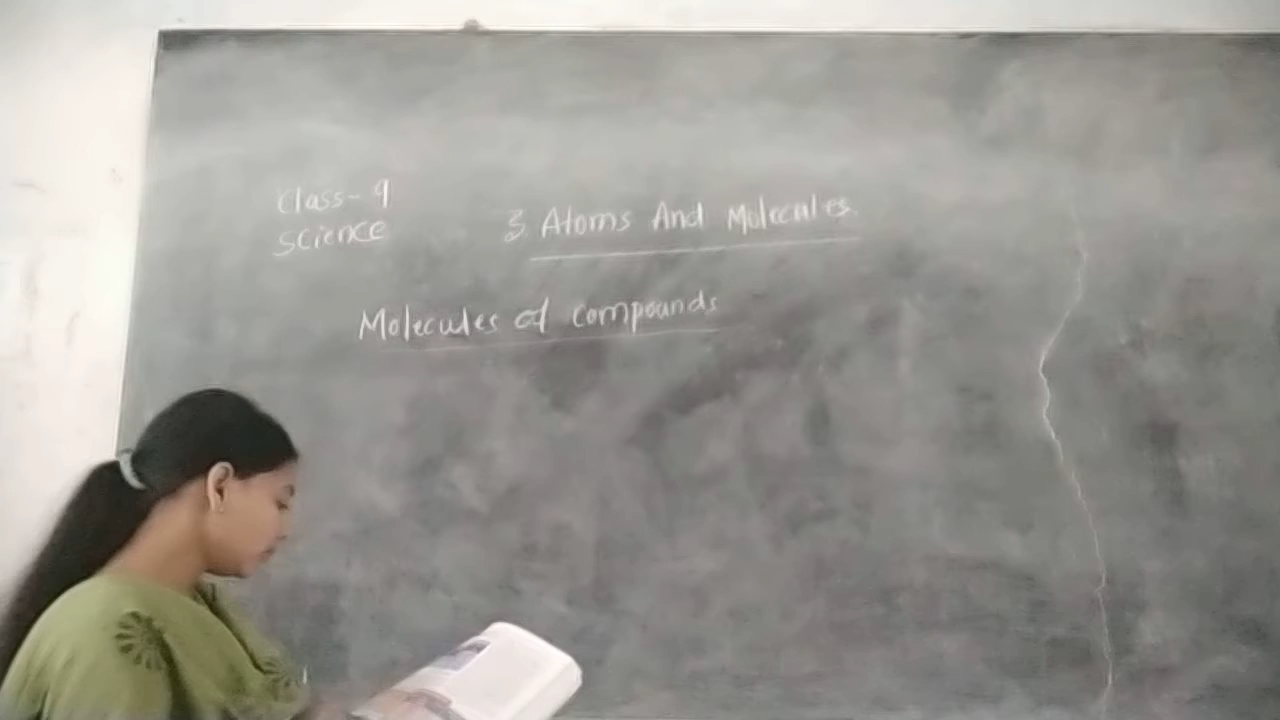 Class-9
Science
3. Atoms And Molecules.
Molecules of compounds